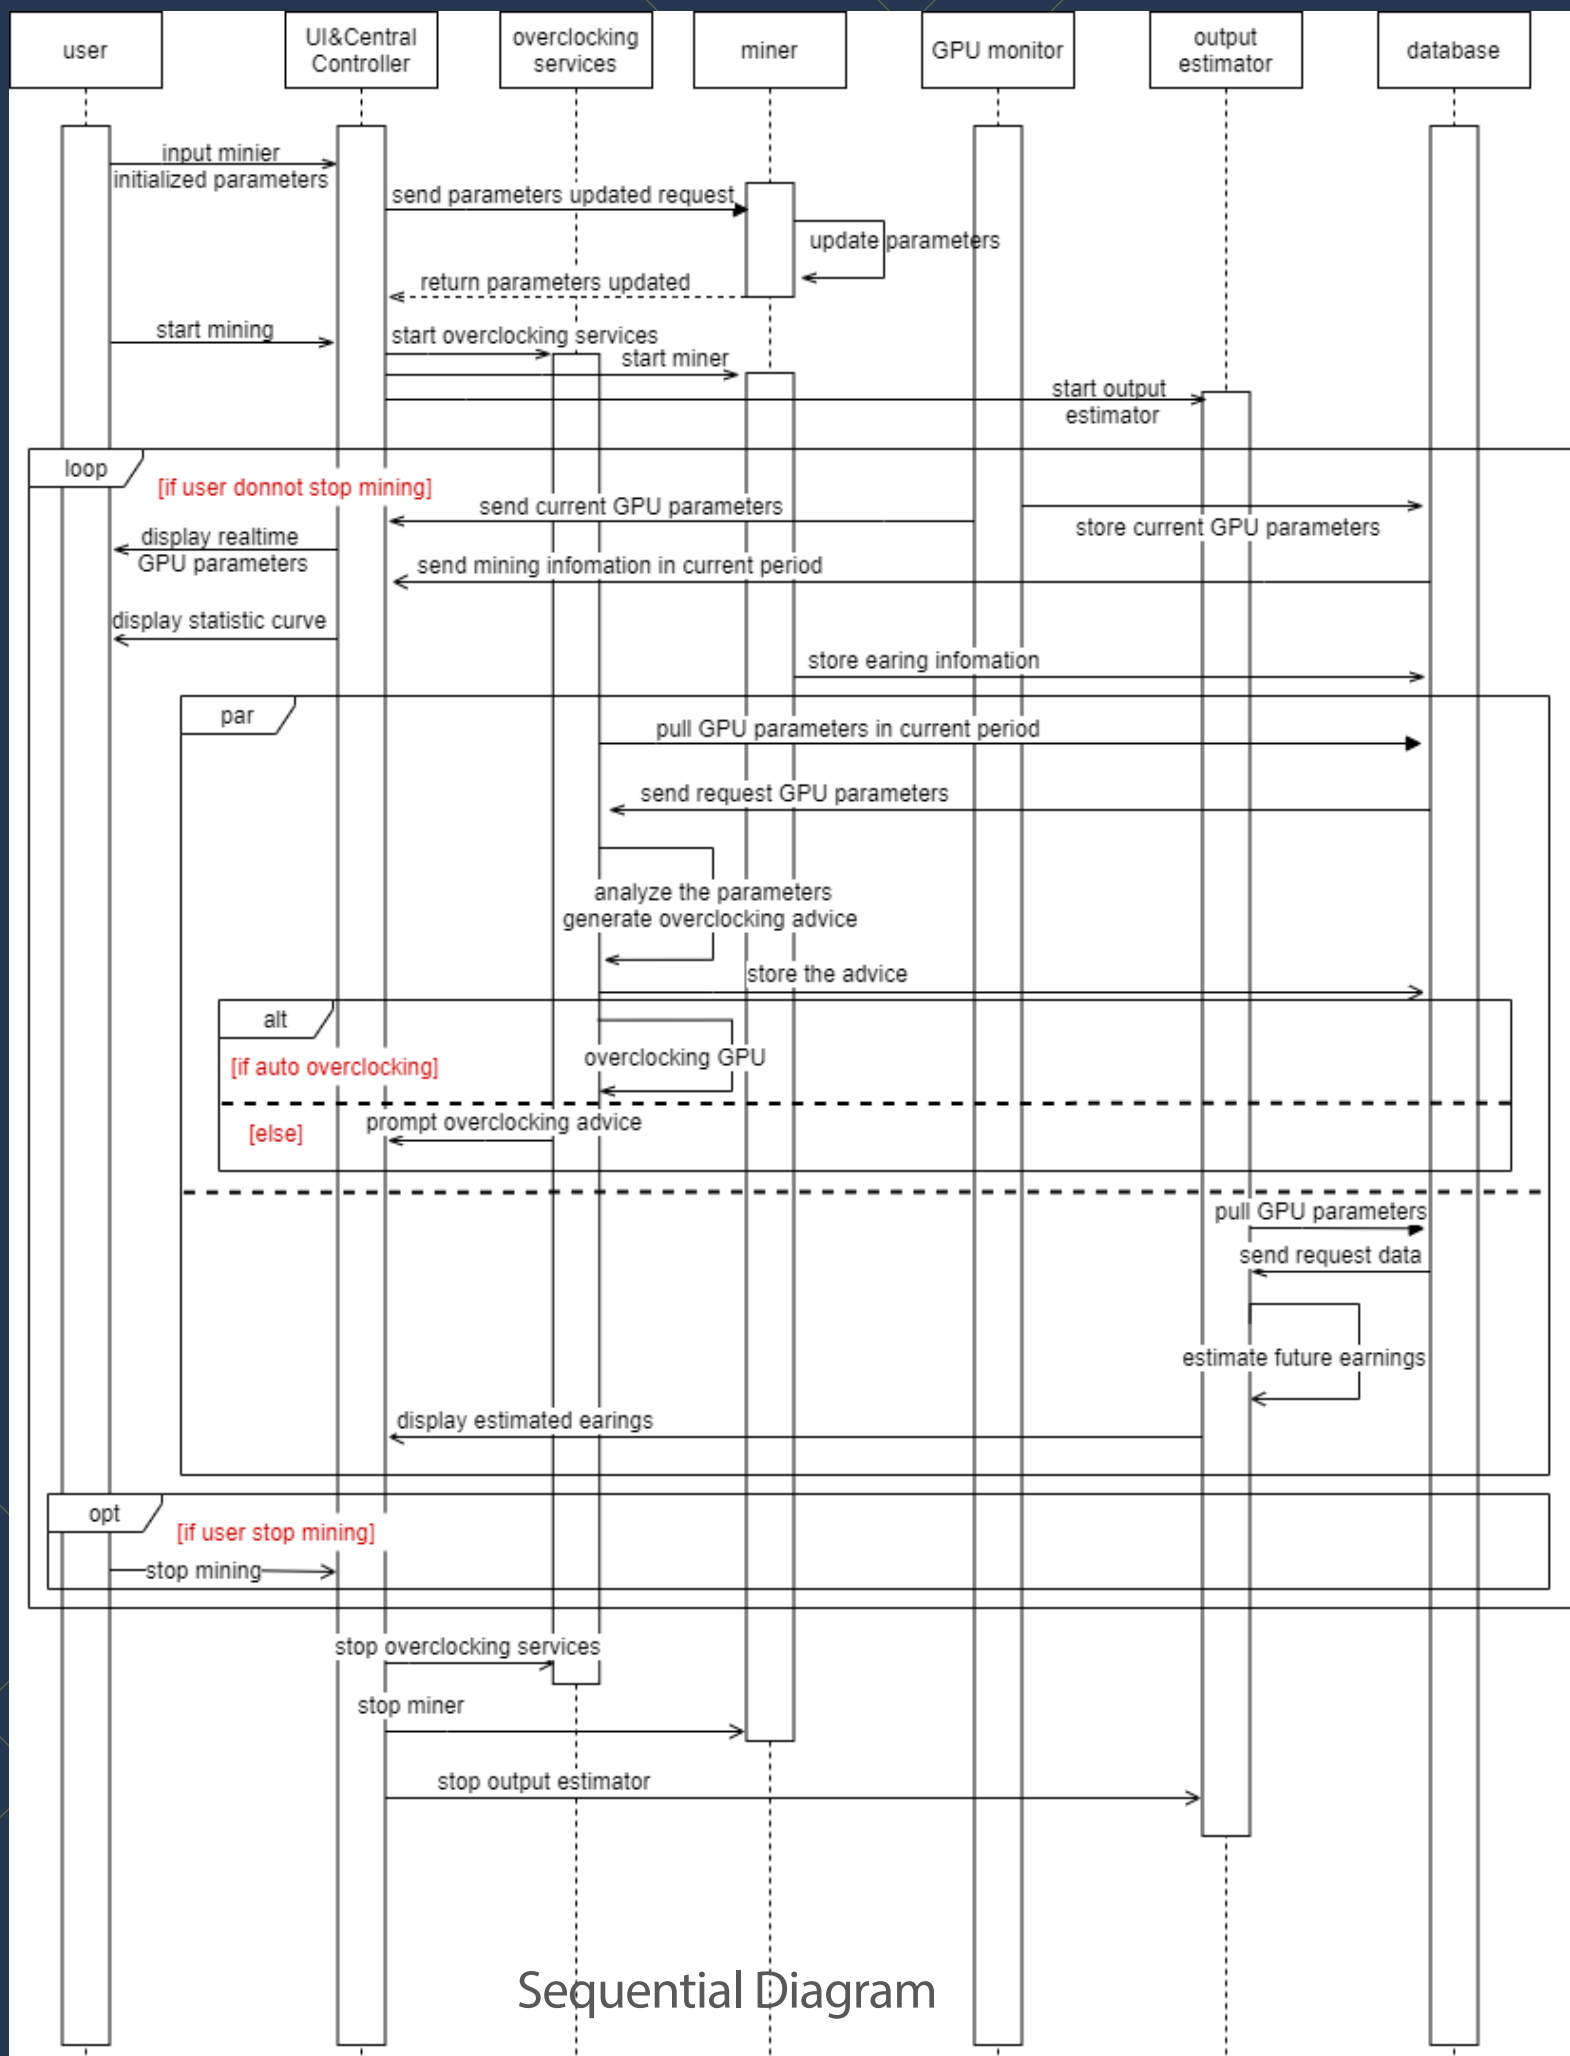 user
UI&Central
Controller
overclocking
services
miner
GPU monitor
output
estimator
database
input minier
initialized parameters
send parameters updated request
update parameters
return parameters updated
start mining
start overclocking services
start miner
start output
estimator
loop
[if user donnot stop mining]
send current GPU parameters
store current GPU parameters
display realtime
GPU parameters
send mining infomation in current period
display statistic curve
store earing infomation
par
pull GPU parameters in current period
send request GPU parameters
analyze the parameters
generate overclocking advice
store the advice
alt
[if auto overclocking]
overclocking GPU
[else]
prompt overclocking advice
pull GPU parameters
send request data
estimate future earnings
display estimated earings
opt
[if user stop mining]
stop mining
stop overclocking services
stop miner
stop output estimator
Sequential Diagram